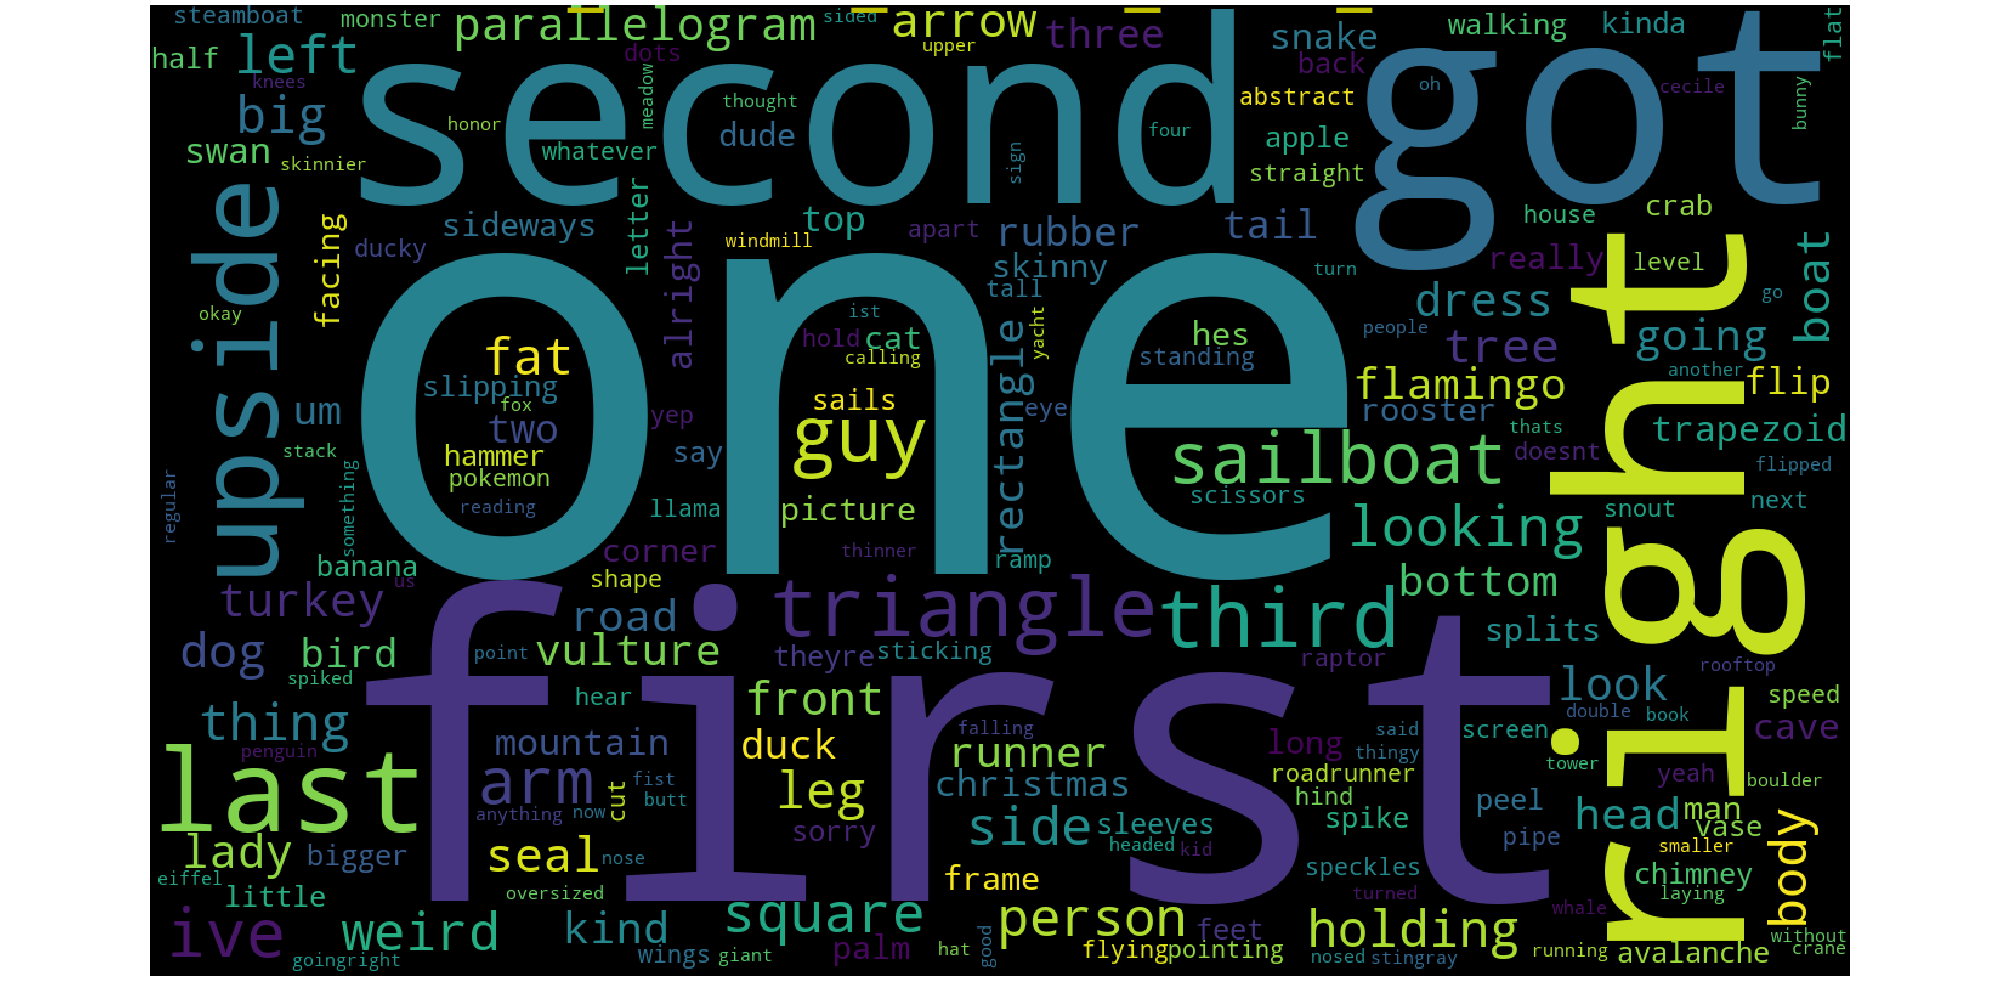 steamboat
monster
parallelogram
sided
arrow
upper
three
snake
walking
kinda
flat
half
left
knees
dots
back
abstract
cecile
bunny
big
second
got
honor
meadow
thought
dude
four
oh
apple
swan
skinnier
whatever
sign
straight
upside
facing
sideways
letter
top
apart
rubber
tail
house
crab
ducky
alright
windmill
skinny
turn
really
level
boat
okay
one
tall
dress
go
ist
hold
cat
calling
yacht
hes
standing
people
tree
going
right
fat
slipping
fox
two
um
yep
sails
guy
rectangle
eye
flamingo
another
flip
rooster
thats
trapezoid
stack
hammer
pokemon
say
sailboat
doesnt
flipped
regular
something
reading
llama
picture
scissors
snout
next
looking
banana
us
corner
thinner
ramp
turkey
shape
road
triangle
third
bottom
splits
first
dog
bird
spiked
point
vulture
theyre
sticking
raptor
rooftop
hear
front
look
speed
thing
penguin
mountain
duck
falling
runner
said
thingy
screen
double
book
cave
long
last
arm
fist
butt
cut
anything
now
leg
christmas
roadrunner
hind
spike
tower
yeah
boulder
peel
sorry
side
sleeves
headed
kid
head
man
vase
pipe
smaller
lady
bigger
seal
nose
eiffel
little
oversized
frame
speckles
turned
chimney
laying
body
ive
weird
kind
square
person
feet
holding
whale
without
goingright
wings
giant
palm
hat
good
flying
pointing
nosed
stingray
running
avalanche
crane